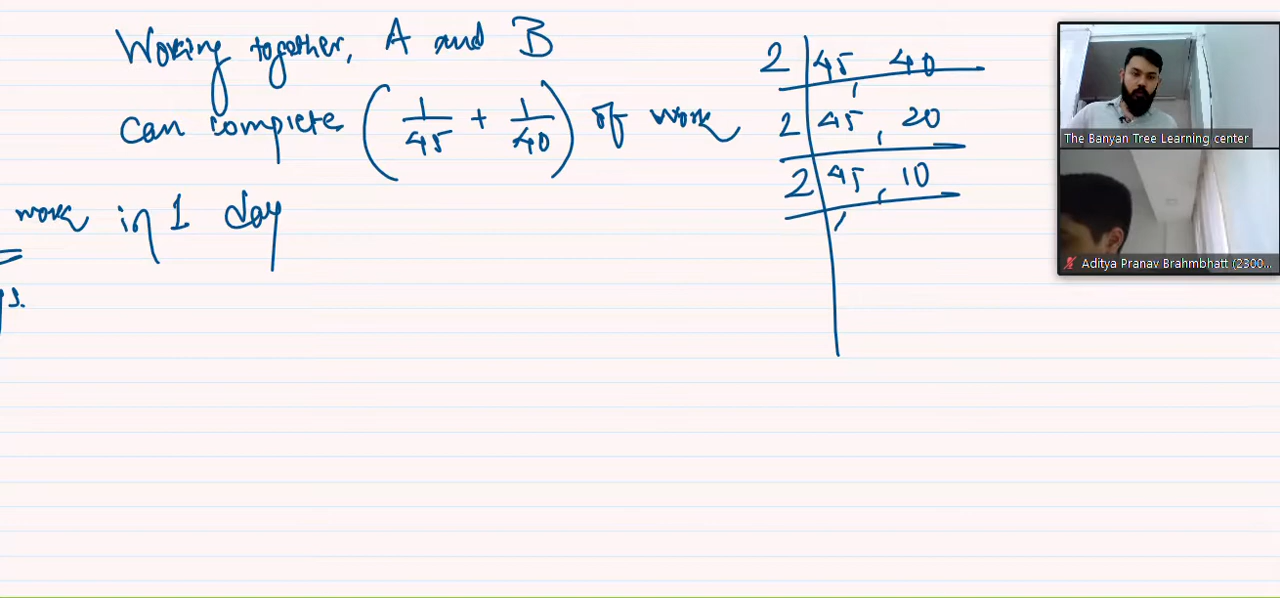 Working together, A and B
can complete (1/45 + 1/40) of work
work in 1 day
=
s.
2 | 45, 40
2 | 45, 20
2 | 45, 10
,
The Banyan Tree Learning center
Aditya Pranav Brahmbhatt (2300...